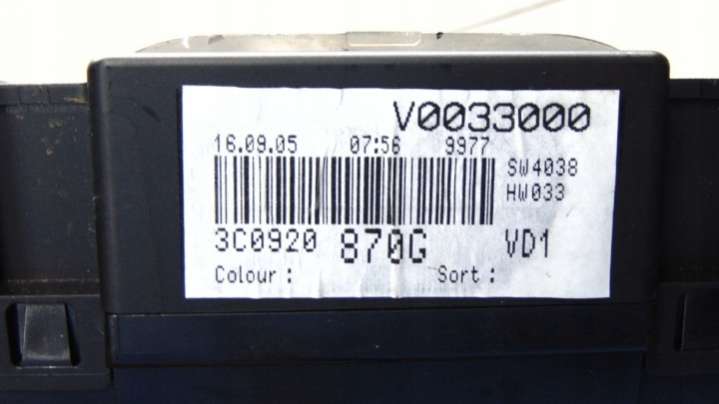 V0033000
16.09.05 07:56 9977
SW4038
HW033
3C0920 870G VD1
Colour : Sort :